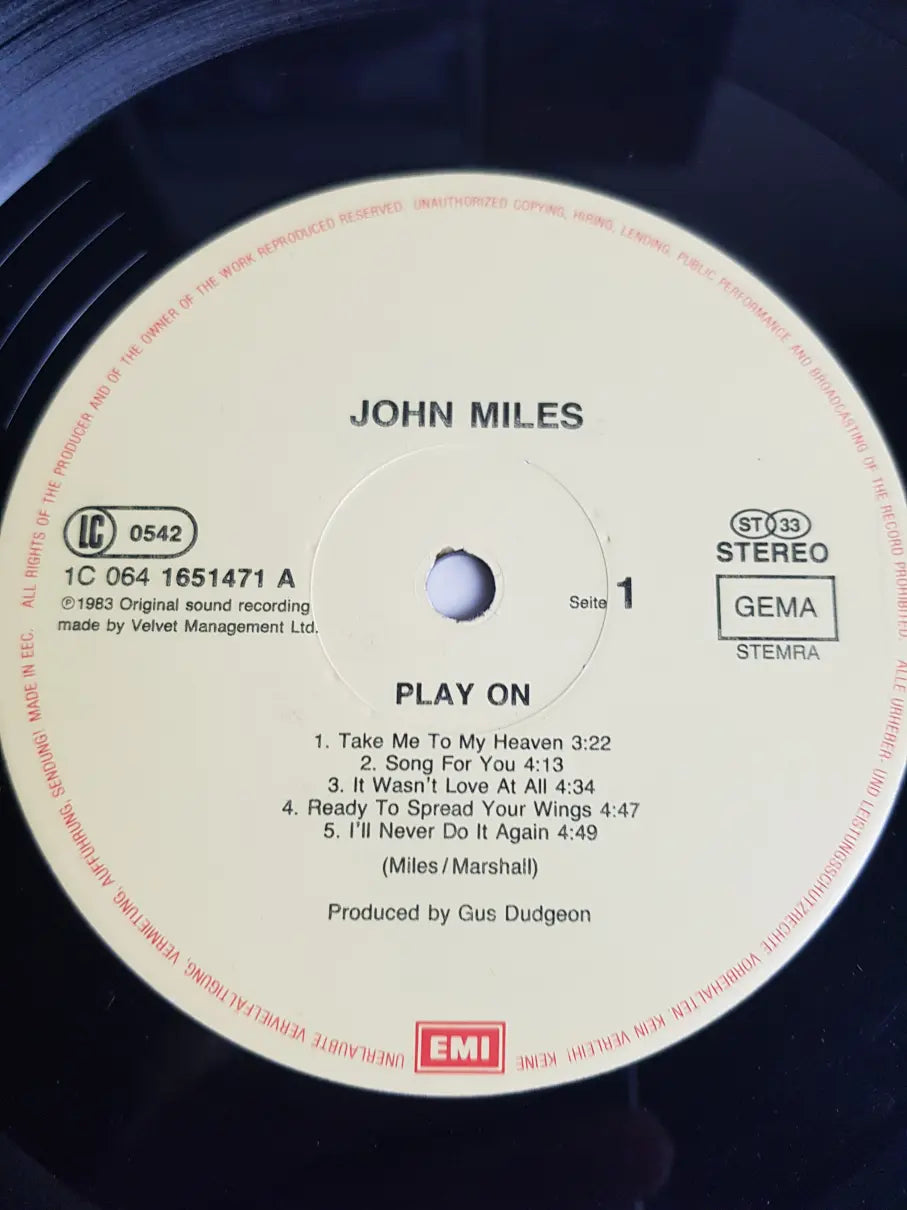 ALL RIGHTS OF THE PRODUCER AND OF THE OWNER OF THE WORK REPRODUCED RESERVED. UNAUTHORIZED COPYING, HIRING, LENDING, PUBLIC PERFORMANCE AND BROADCASTING OF THE RECORD PROHIBITED.
JOHN MILES
LC 0542
1C 064 1651471 A
℗1983 Original sound recording
made by Velvet Management Ltd.
Seite 1
ST 33
STEREO
GEMA
STEMRA
PLAY ON
1. Take Me To My Heaven 3:22
2. Song For You 4:13
3. It Wasn't Love At All 4:34
4. Ready To Spread Your Wings 4:47
5. I'll Never Do It Again 4:49
(Miles/Marshall)
Produced by Gus Dudgeon
ALLE URHEBER- UND LEISTUNGSSCHUTZRECHTE VORBEHALTEN. KEIN VERLEIH! KEINE
UNERLAUBTE VERVIELFÄLTIGUNG, VERMIETUNG, AUFFÜHRUNG, SENDUNG! MADE IN EEC.
EMI